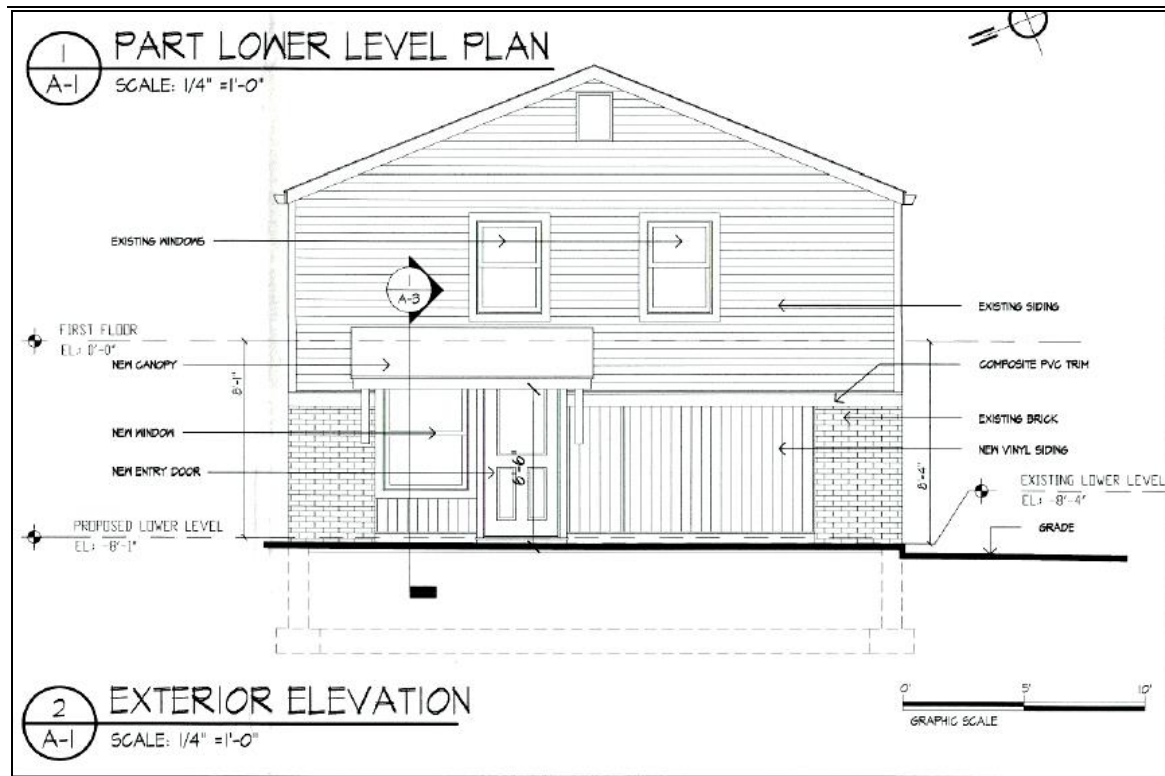 1
A-1
PART LOWER LEVEL PLAN
SCALE: 1/4" =1'-0"
EXISTING WINDOWS
1
A-3
EXISTING SIDING
FIRST FLOOR
EL: 0'-0"
NEW CANOPY
COMPOSITE PVC TRIM
8'-1"
EXISTING BRICK
NEW WINDOW
NEW VINYL SIDING
NEW ENTRY DOOR
6'-6"
8'-4"
EXISTING LOWER LEVEL
EL: -8'-4"
PROPOSED LOWER LEVEL
EL: -8'-1"
GRADE
2
A-1
EXTERIOR ELEVATION
SCALE: 1/4" =1'-0"
0' 5' 10'
GRAPHIC SCALE